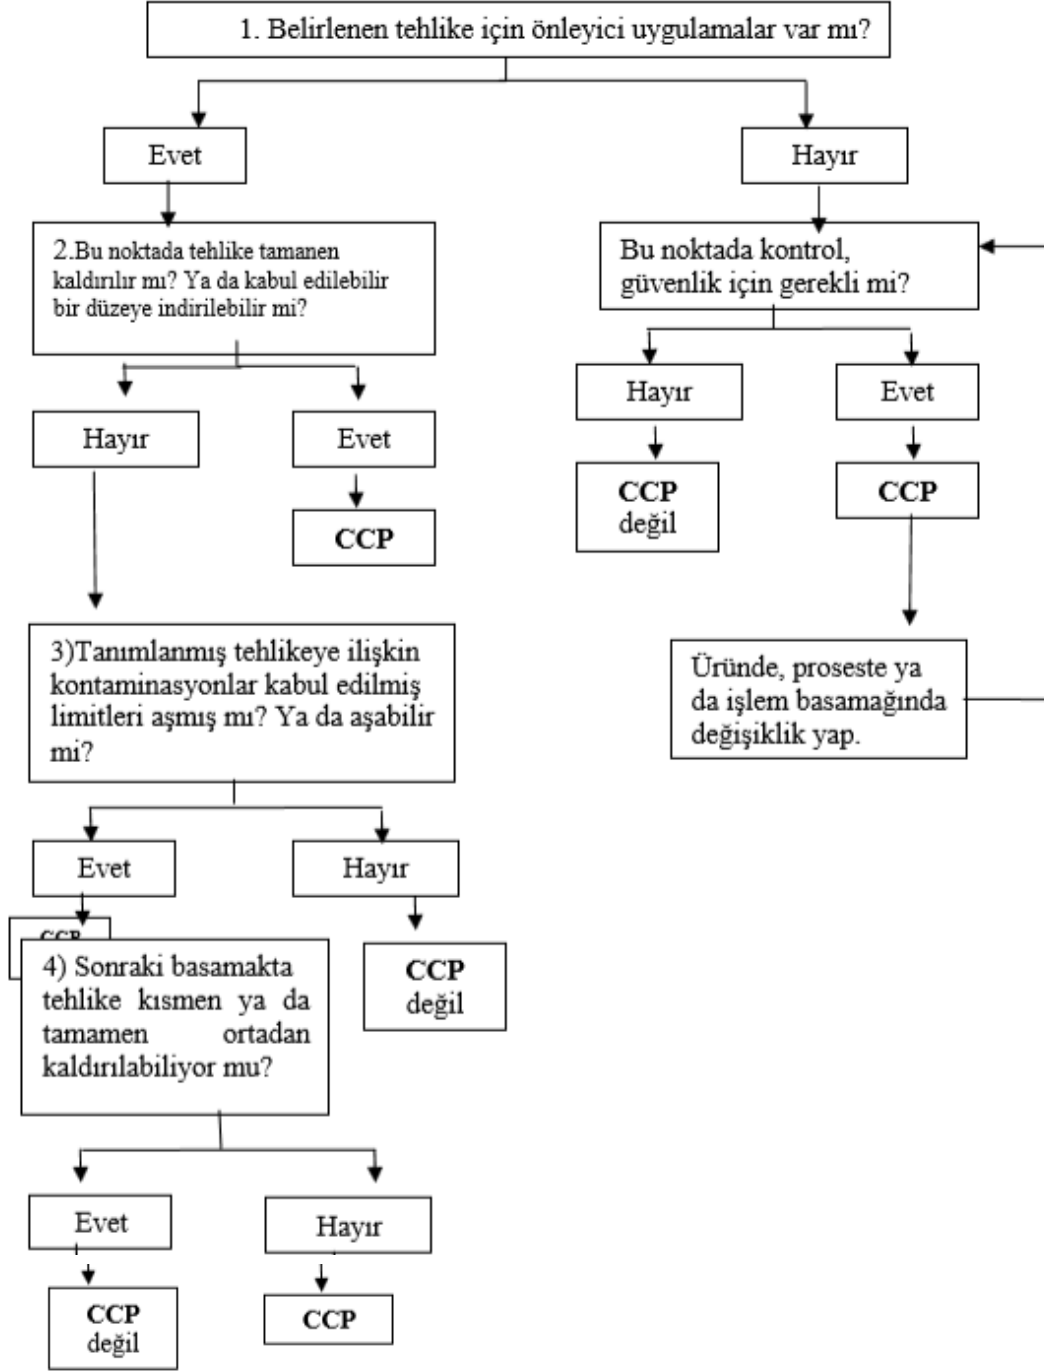 1. Belirlenen tehlike için önleyici uygulamalar var mı?
Evet
Hayır
2.Bu noktada tehlike tamanen
kaldırılır mı? Ya da kabul edilebilir
bir düzeye indirilebilir mi?
Bu noktada kontrol,
güvenlik için gerekli mi?
Hayır
Evet
Hayır
Evet
CCP
CCP
değil
CCP
3)Tanımlanmış tehlikeye ilişkin
kontaminasyonlar kabul edilmiş
limitleri aşmış mı? Ya da aşabilir
mi?
Üründe, proseste ya
da işlem basamağında
değişiklik yap.
Evet
Hayır
CCP
CCP
değil
4) Sonraki basamakta
tehlike kısmen ya da
tamamen ortadan
kaldırılabiliyor mu?
Evet
Hayır
CCP
değil
CCP